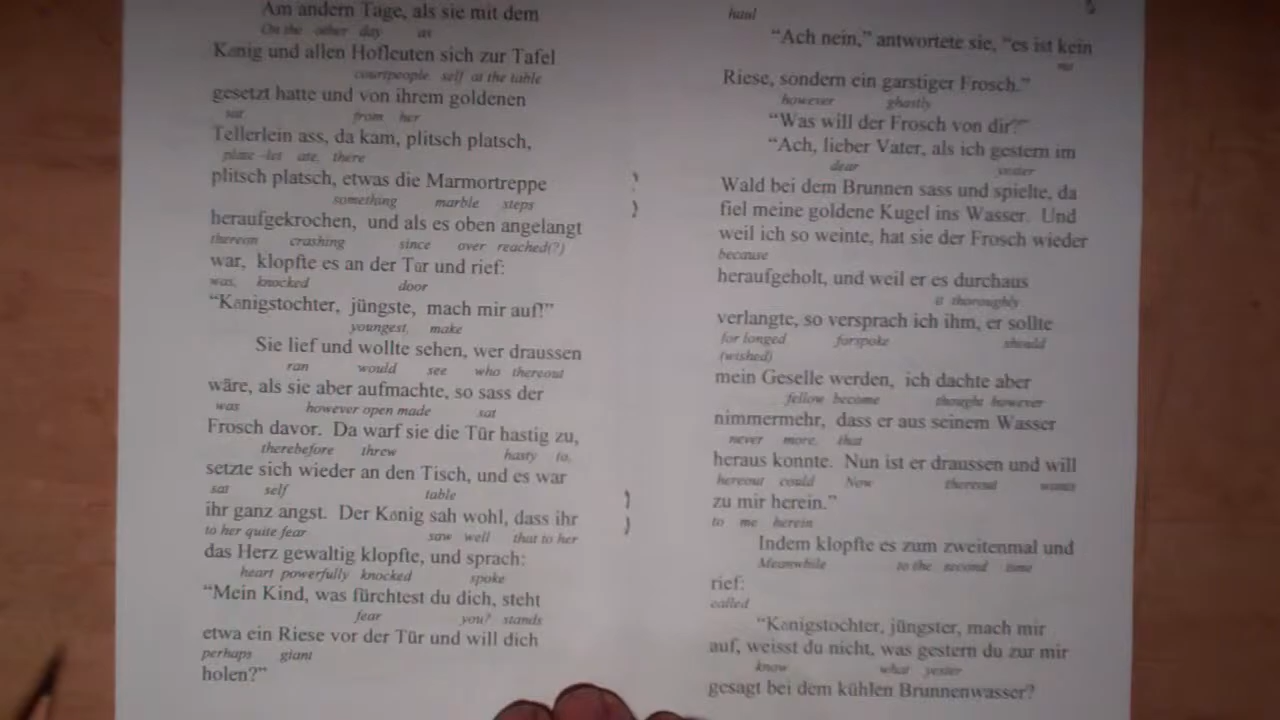 Am andern Tage, als sie mit dem
On the other day as
Konig und allen Hofleuten sich zur Tafel
courtpeople self at the table
gesetzt hatte und von ihrem goldenen
sat from her
Tellerlein ass, da kam, plitsch platsch,
plate -let ate, there
plitsch platsch, etwas die Marmortreppe
something marble steps
heraufgekrochen, und als es oben angelangt
thereon crashing since over reached(?)
war, klopfte es an der Tur und rief:
was, knocked door
“Konigstochter, jüngste, mach mir auf!”
youngest, make
Sie lief und wollte sehen, wer draussen
ran would see who thereout
wäre, als sie aber aufmachte, so sass der
was however open made sat
Frosch davor. Da warf sie die Tür hastig zu,
therebefore threw hasty to,
setzte sich wieder an den Tisch, und es war
sat self table
ihr ganz angst. Der Konig sah wohl, dass ihr
to her quite fear saw well that to her
das Herz gewaltig klopfte, und sprach:
heart powerfully knocked spoke
“Mein Kind, was fürchtest du dich, steht
fear you? stands
etwa ein Riese vor der Tür und will dich
perhaps giant
holen?”
haul
“Ach nein,” antwortete sie, “es ist kein
no
Riese, sondern ein garstiger Frosch.”
however ghastly
“Was will der Frosch von dir?”
“Ach, lieber Vater, als ich gestern im
dear yester
Wald bei dem Brunnen sass und spielte, da
fiel meine goldene Kugel ins Wasser. Und
weil ich so weinte, hat sie der Frosch wieder
because
heraufgeholt, und weil er es durchaus
it thoroughly
verlangte, so versprach ich ihm, er sollte
for longed forspoke should
(wished)
mein Geselle werden, ich dachte aber
fellow become thought however
nimmermehr, dass er aus seinem Wasser
never more, that
heraus konnte. Nun ist er draussen und will
hereout could Now thereout wants
zu mir herein.”
to me herein
Indem klopfte es zum zweitenmal und
Meanwhile to the second time
rief:
called
“Konigstochter, jüngster, mach mir
auf, weisst du nicht, was gestern du zur mir
know what yester
gesagt bei dem kühlen Brunnenwasser?